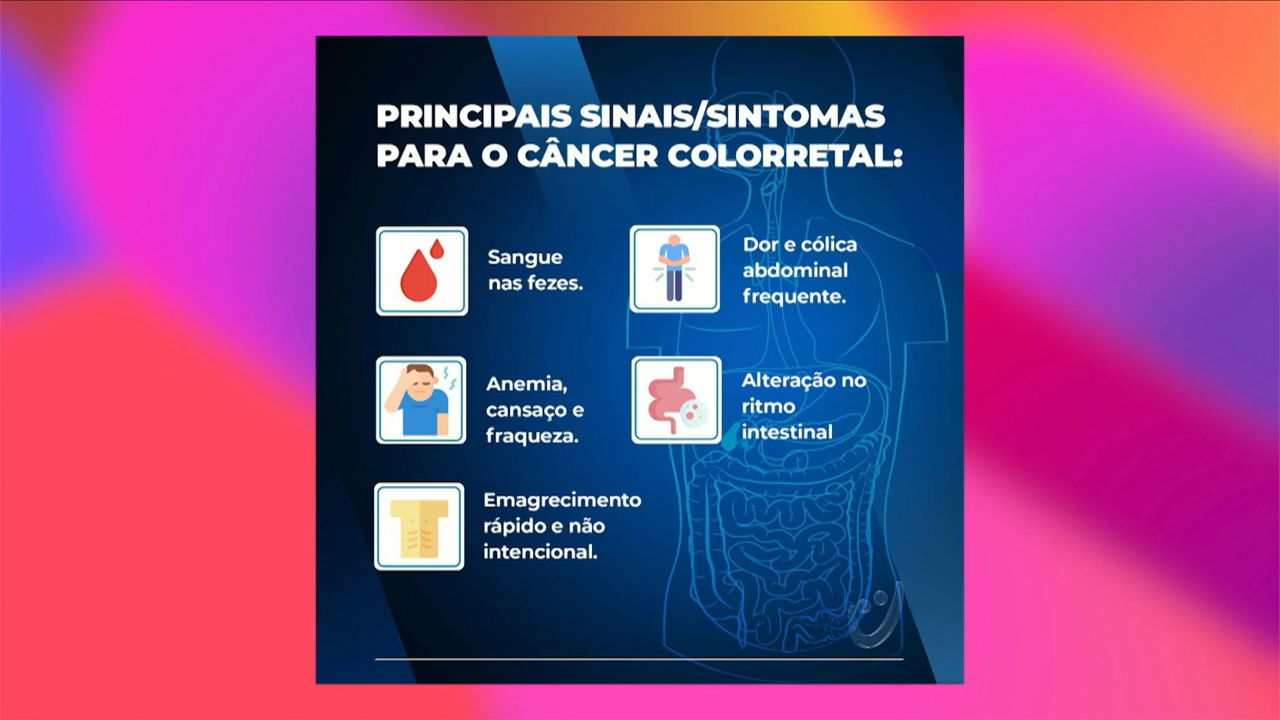 PRINCIPAIS SINAIS/SINTOMAS
PARA O CÂNCER COLORRETAL:
Sangue
nas fezes.
Dor e cólica
abdominal
frequente.
Anemia,
cansaço e
fraqueza.
Alteração no
ritmo
intestinal
Emagrecimento
rápido e não
intencional.